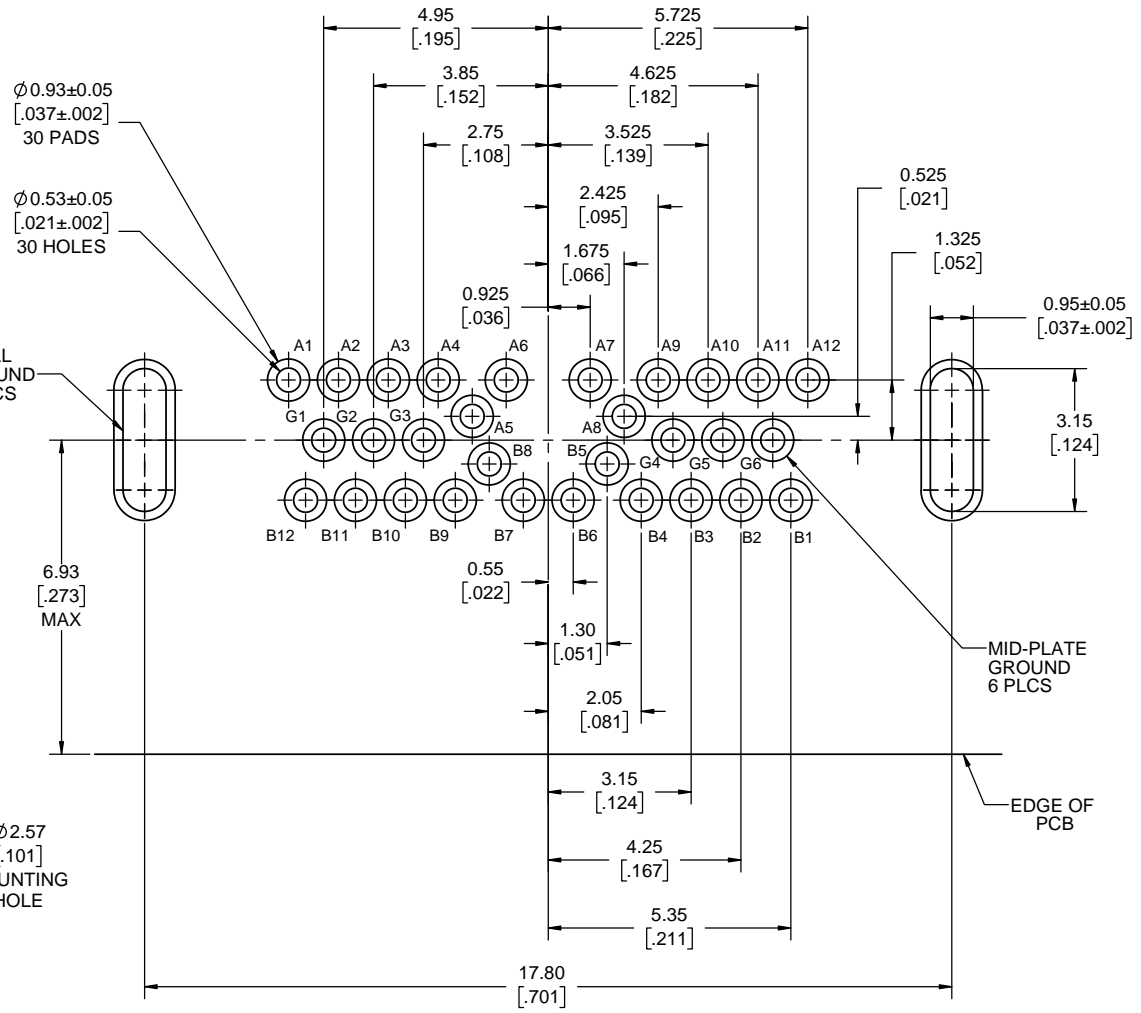 4.95
[.195]
5.725
[.225]
3.85
[.152]
4.625
[.182]
Ø0.93±0.05
[.037±.002]
30 PADS
2.75
[.108]
3.525
[.139]
0.525
[.021]
Ø0.53±0.05
[.021±.002]
30 HOLES
2.425
[.095]
1.325
[.052]
1.675
[.066]
0.925
[.036]
0.95±0.05
[.037±.002]
A1 A2 A3 A4 A6 A7 A9 A10 A11 A12
G1 G2 G3 A5 A8
B8 B5 G4 G5 G6
3.15
[.124]
B12 B11 B10 B9 B7 B6 B4 B3 B2 B1
6.93
[.273]
MAX
0.55
[.022]
1.30
[.051]
MID-PLATE
GROUND
6 PLCS
2.05
[.081]
3.15
[.124]
EDGE OF
PCB
Ø2.57
[.101]
HOLE
4.25
[.167]
5.35
[.211]
17.80
[.701]